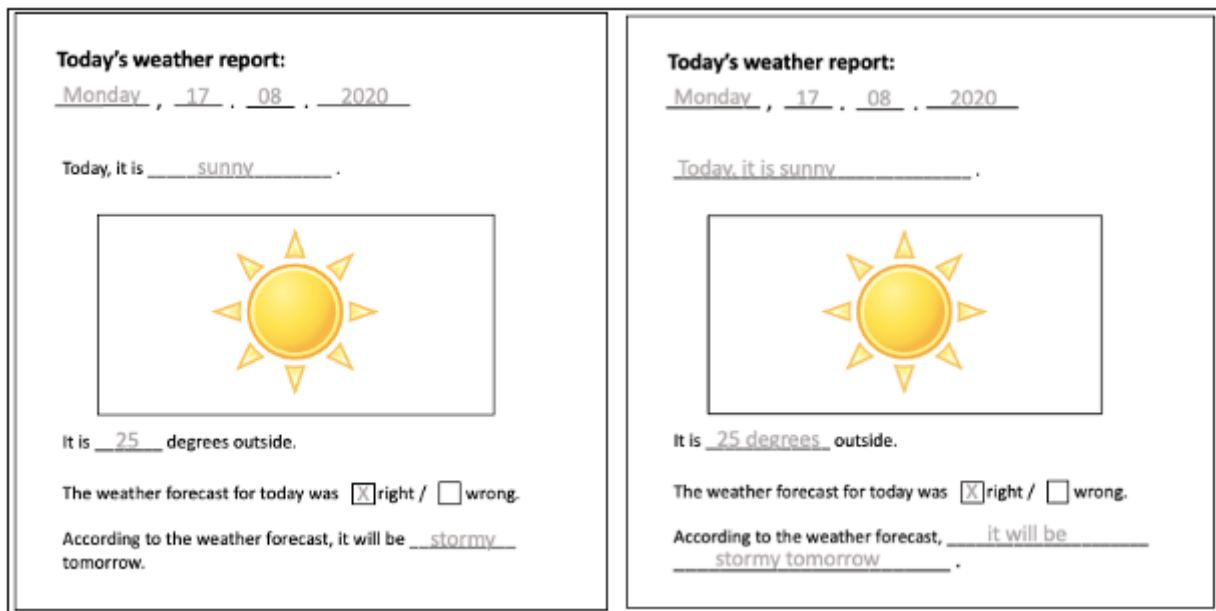 Today's weather report:
Monday , 17 . 08 . 2020
Today, it is sunny .
It is 25 degrees outside.
The weather forecast for today was X right / wrong.
According to the weather forecast, it will be stormy
tomorrow.
Today's weather report:
Monday , 17 . 08 . 2020
Today, it is sunny .
It is 25 degrees outside.
The weather forecast for today was X right / wrong.
According to the weather forecast, it will be
stormy tomorrow .